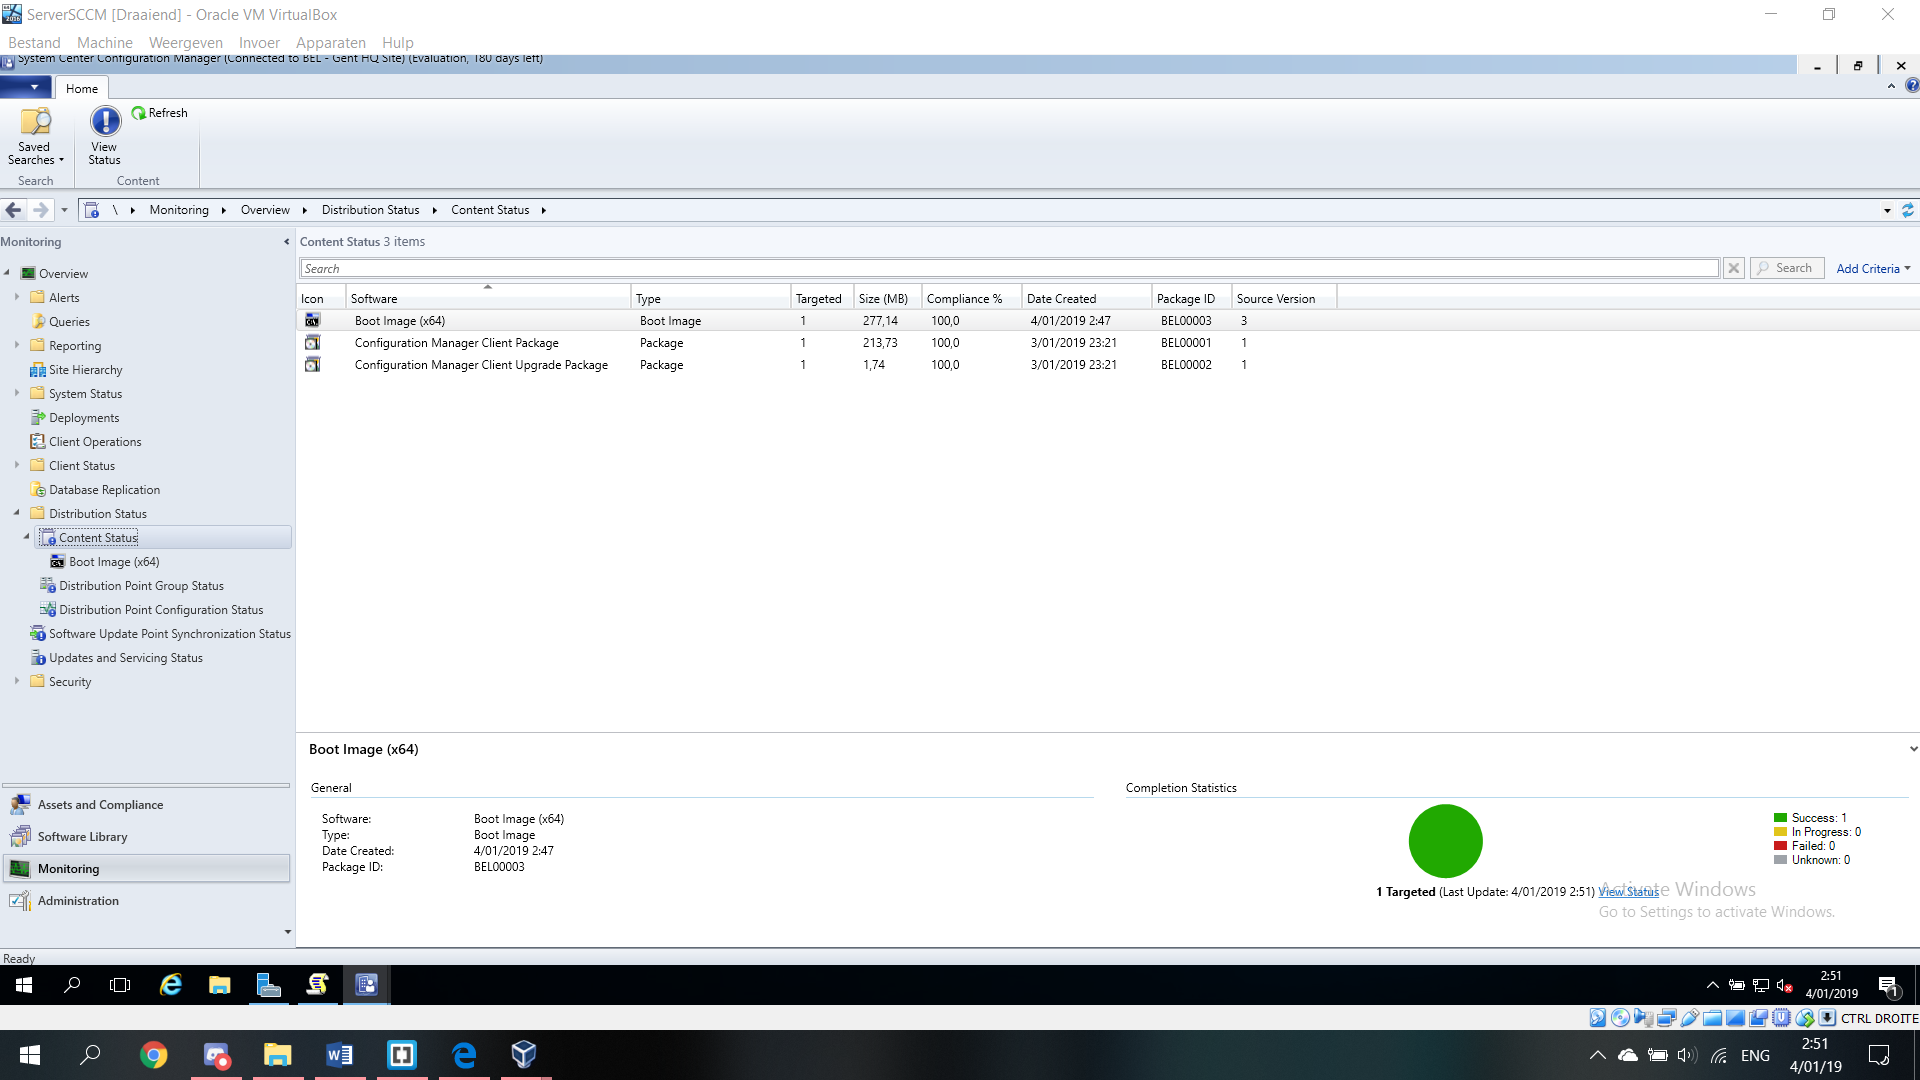 ServerSCCM [Draaiend] - Oracle VM VirtualBox
Bestand Machine Weergeven Invoer Apparaten Hulp
System Center Configuration Manager (Connected to BEL - Gent HQ Site) (Evaluation, 180 days left)
Home
Saved Searches
View Status
Refresh
Search
Content
\ Monitoring Overview Distribution Status Content Status
Monitoring
Overview
Alerts
Queries
Reporting
Site Hierarchy
System Status
Deployments
Client Operations
Client Status
Database Replication
Distribution Status
Content Status
Boot Image (x64)
Distribution Point Group Status
Distribution Point Configuration Status
Software Update Point Synchronization Status
Updates and Servicing Status
Security
Assets and Compliance
Software Library
Monitoring
Administration
Content Status 3 items
Search
Search
Add Criteria
Icon Software Type Targeted Size (MB) Compliance % Date Created Package ID Source Version
Boot Image (x64) Boot Image 1 277,14 100,0 4/01/2019 2:47 BEL00003 3
Configuration Manager Client Package Package 1 213,73 100,0 3/01/2019 23:21 BEL00001 1
Configuration Manager Client Upgrade Package Package 1 1,74 100,0 3/01/2019 23:21 BEL00002 1
Boot Image (x64)
General
Software: Boot Image (x64)
Type: Boot Image
Date Created: 4/01/2019 2:47
Package ID: BEL00003
Completion Statistics
Success: 1
In Progress: 0
Failed: 0
Unknown: 0
1 Targeted (Last Update: 4/01/2019 2:51) View Status
Activate Windows
Go to Settings to activate Windows.
Ready
2:51
4/01/2019
1
CTRL DROITE
ENG
2:51
4/01/19